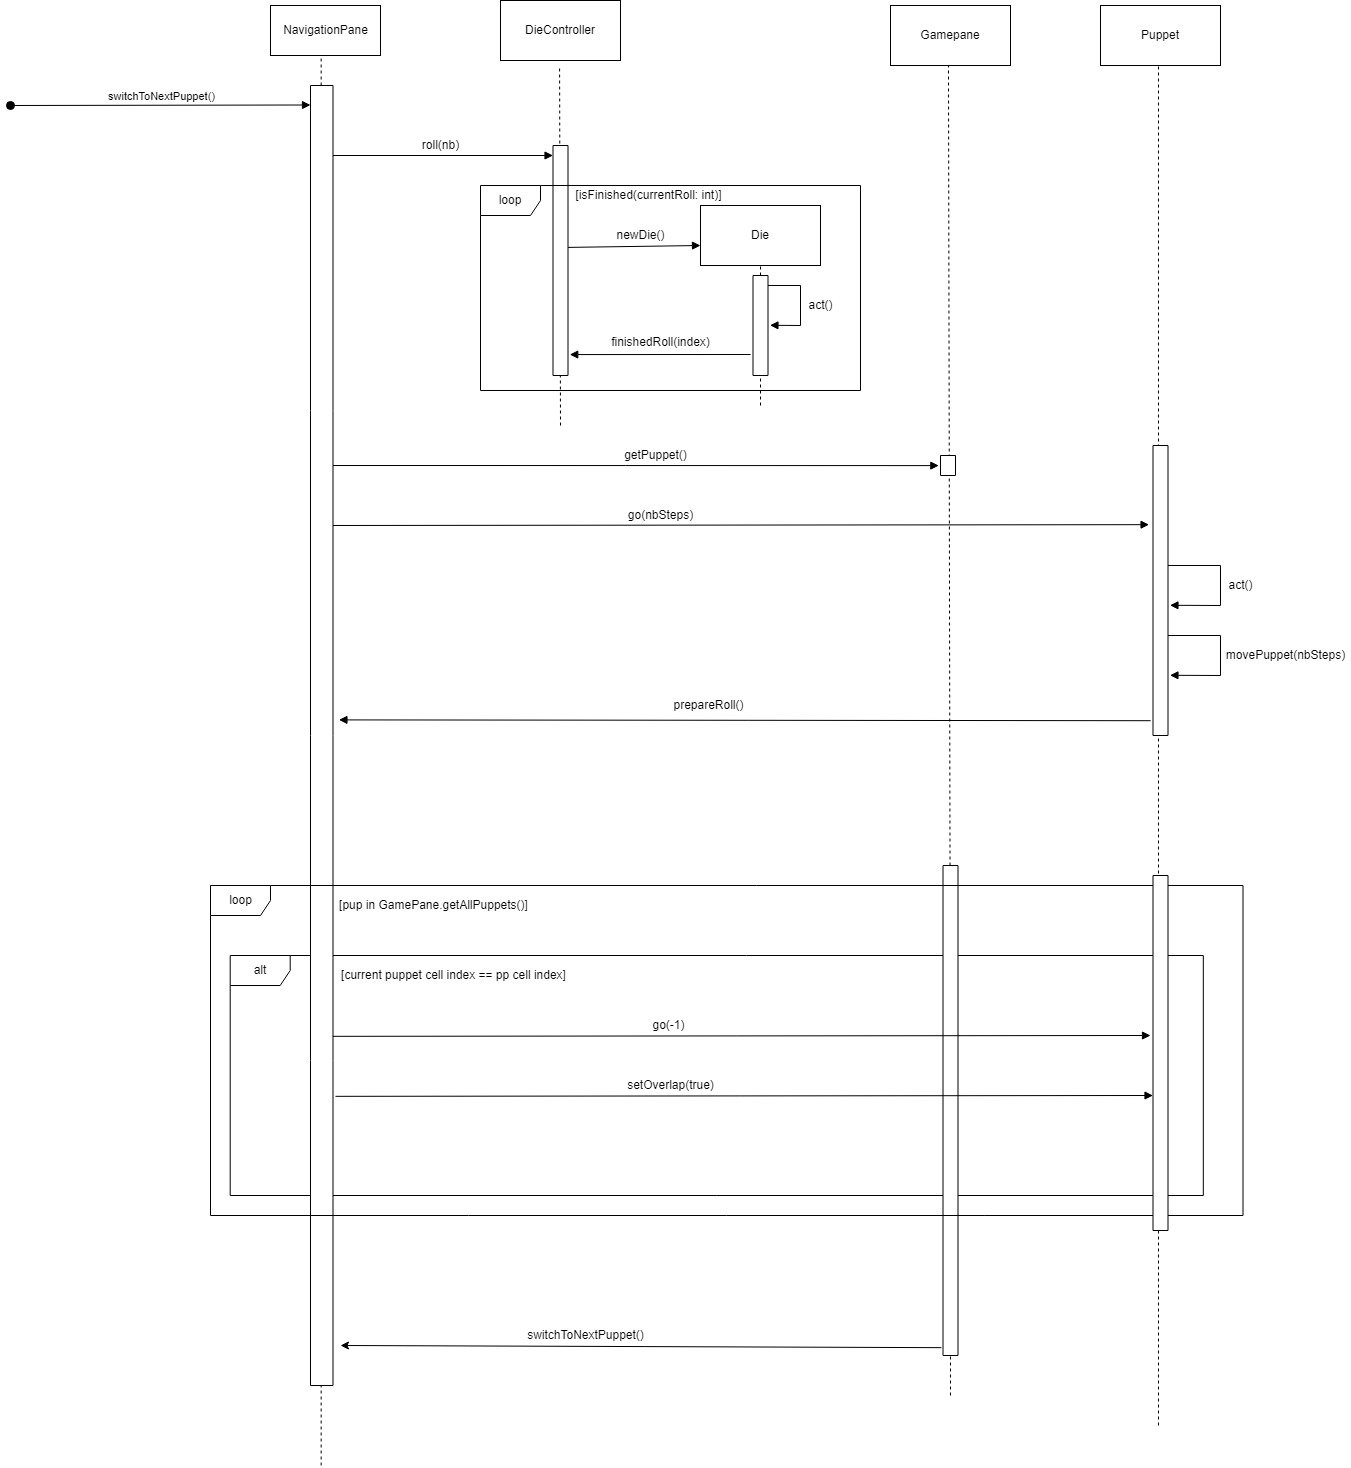 NavigationPane
DieController
Gamepane
Puppet
switchToNextPuppet()
roll(nb)
loop
[isFinished(currentRoll: int)]
newDie()
Die
act()
finishedRoll(index)
getPuppet()
go(nbSteps)
act()
movePuppet(nbSteps)
prepareRoll()
loop
[pup in GamePane.getAllPuppets()]
alt
[current puppet cell index == pp cell index]
go(-1)
setOverlap(true)
switchToNextPuppet()